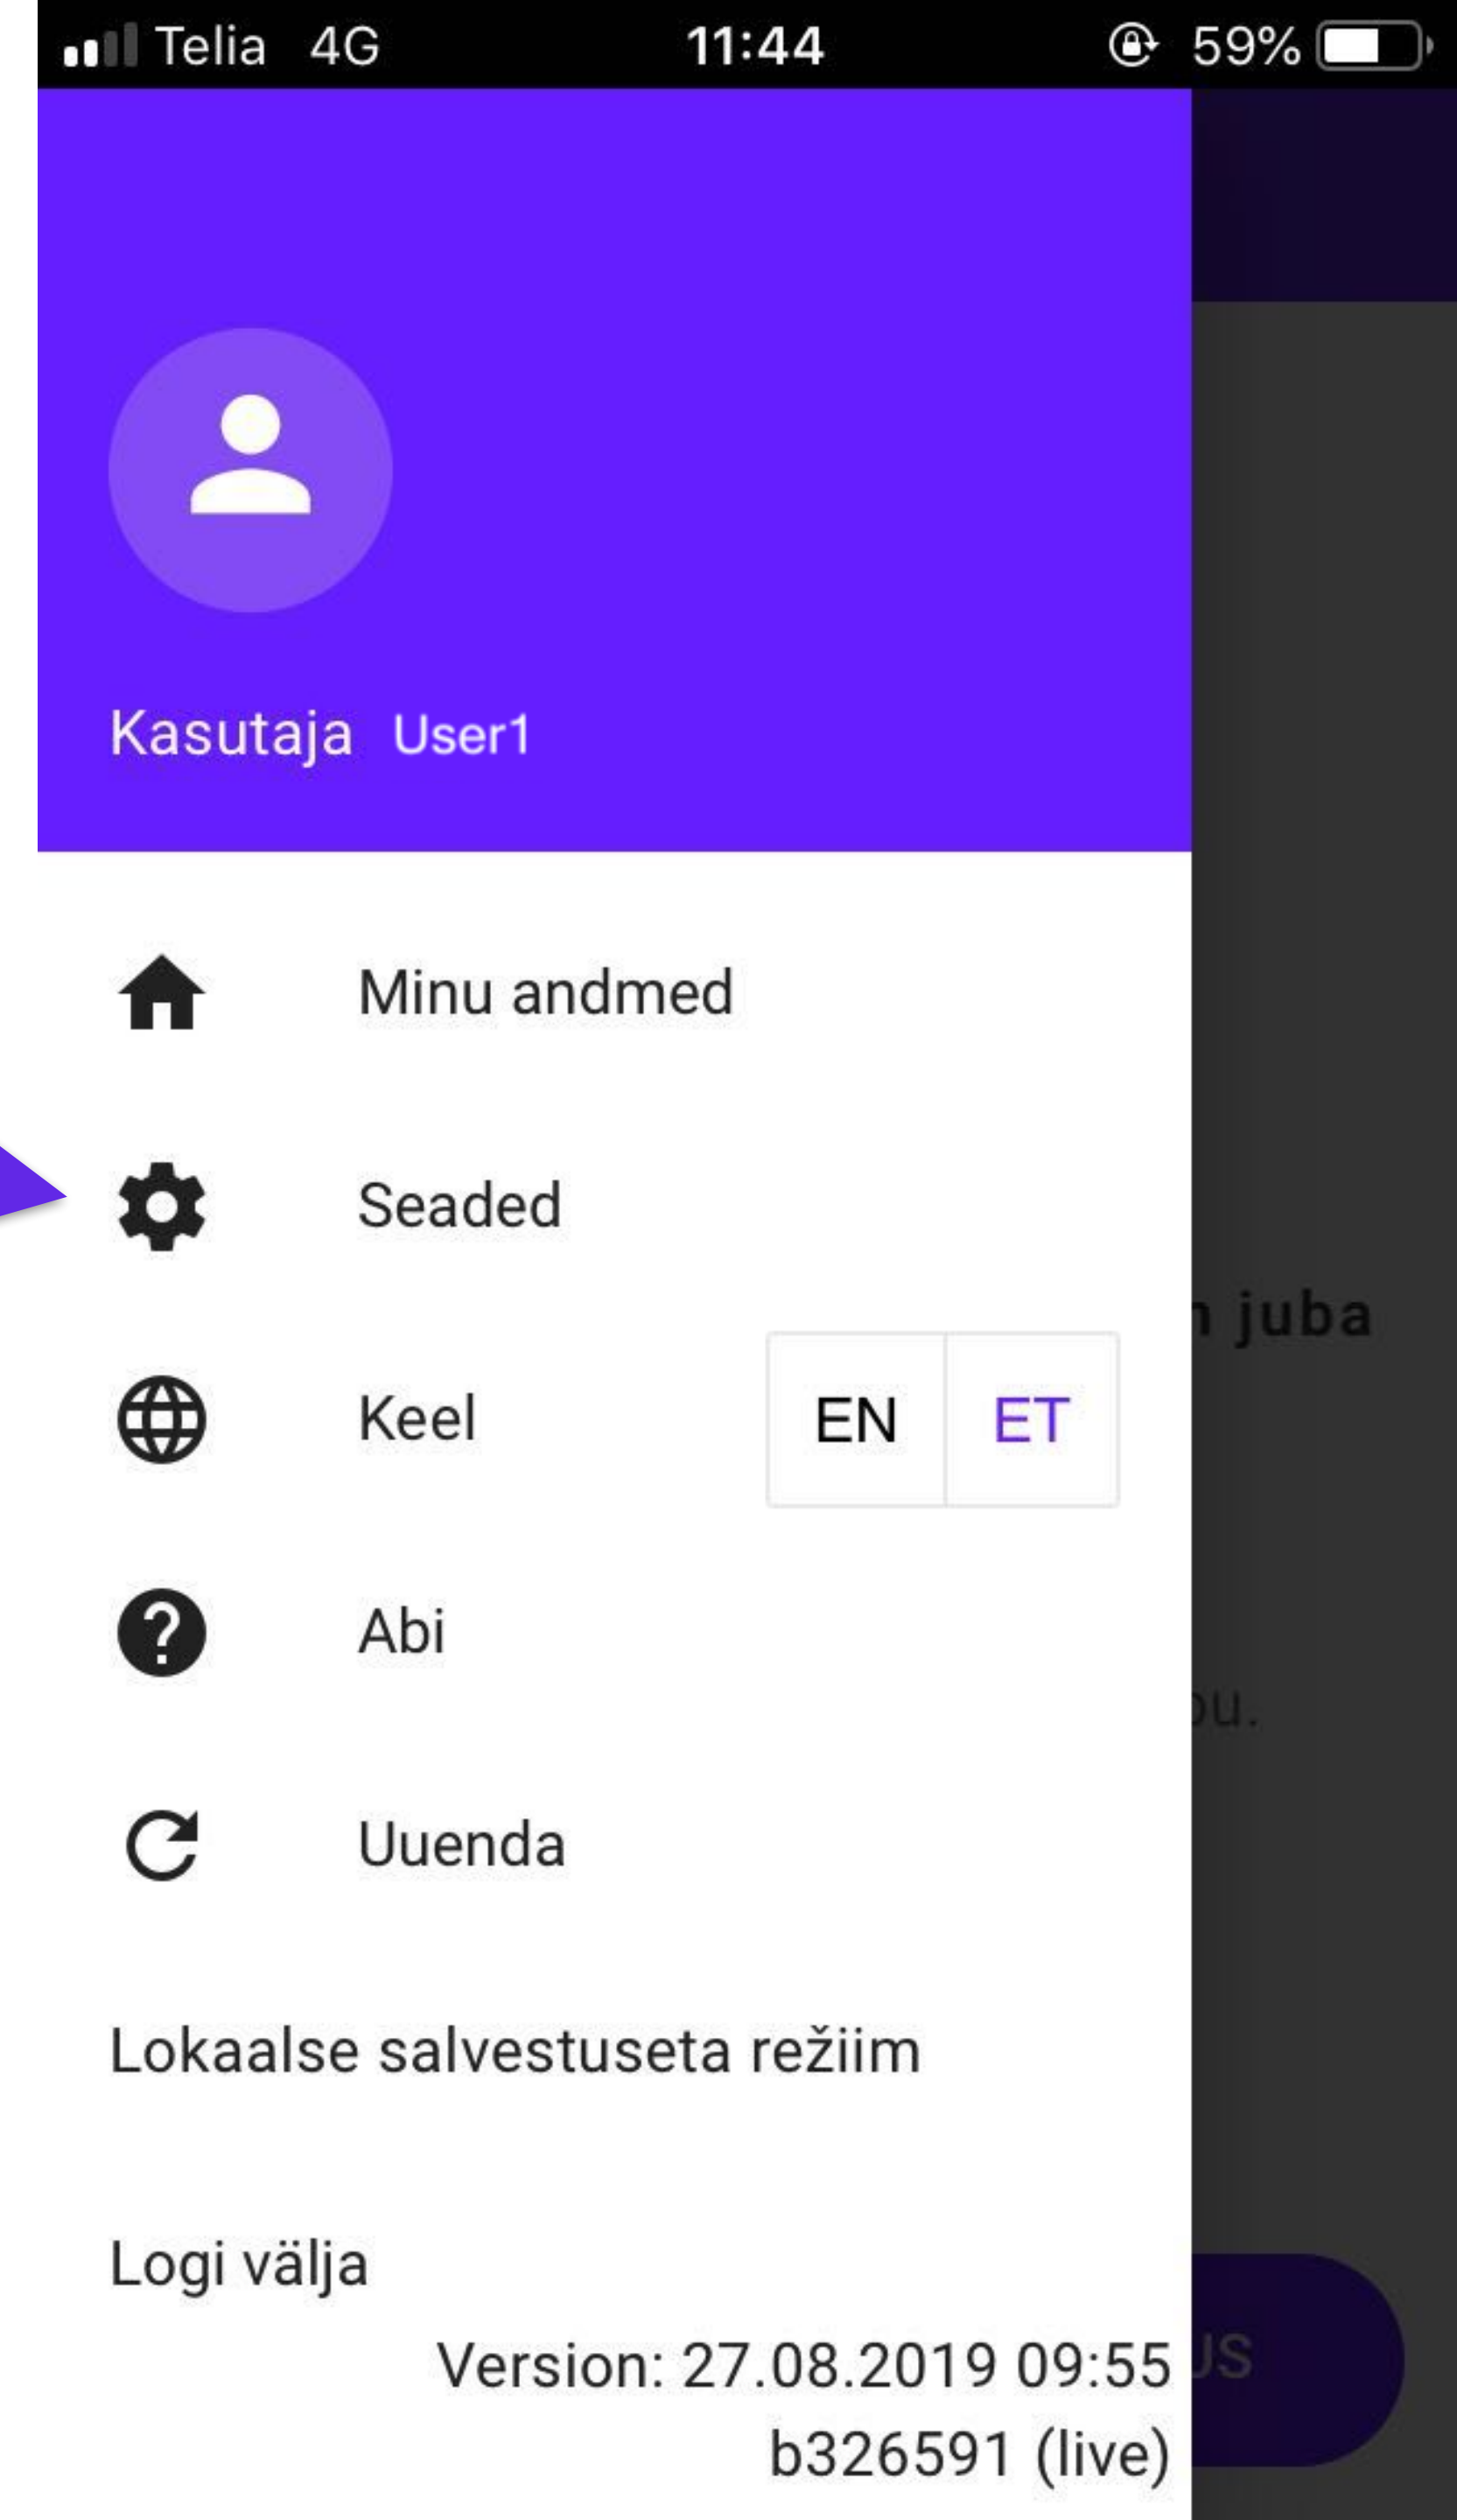 Telia 4G 11:44 59%
Kasutaja User1
Minu andmed
Seaded
juba
Keel EN ET
Abi
Uuenda
Lokaalse salvestuseta režiim
Logi välja
Version: 27.08.2019 09:55
b326591 (live)